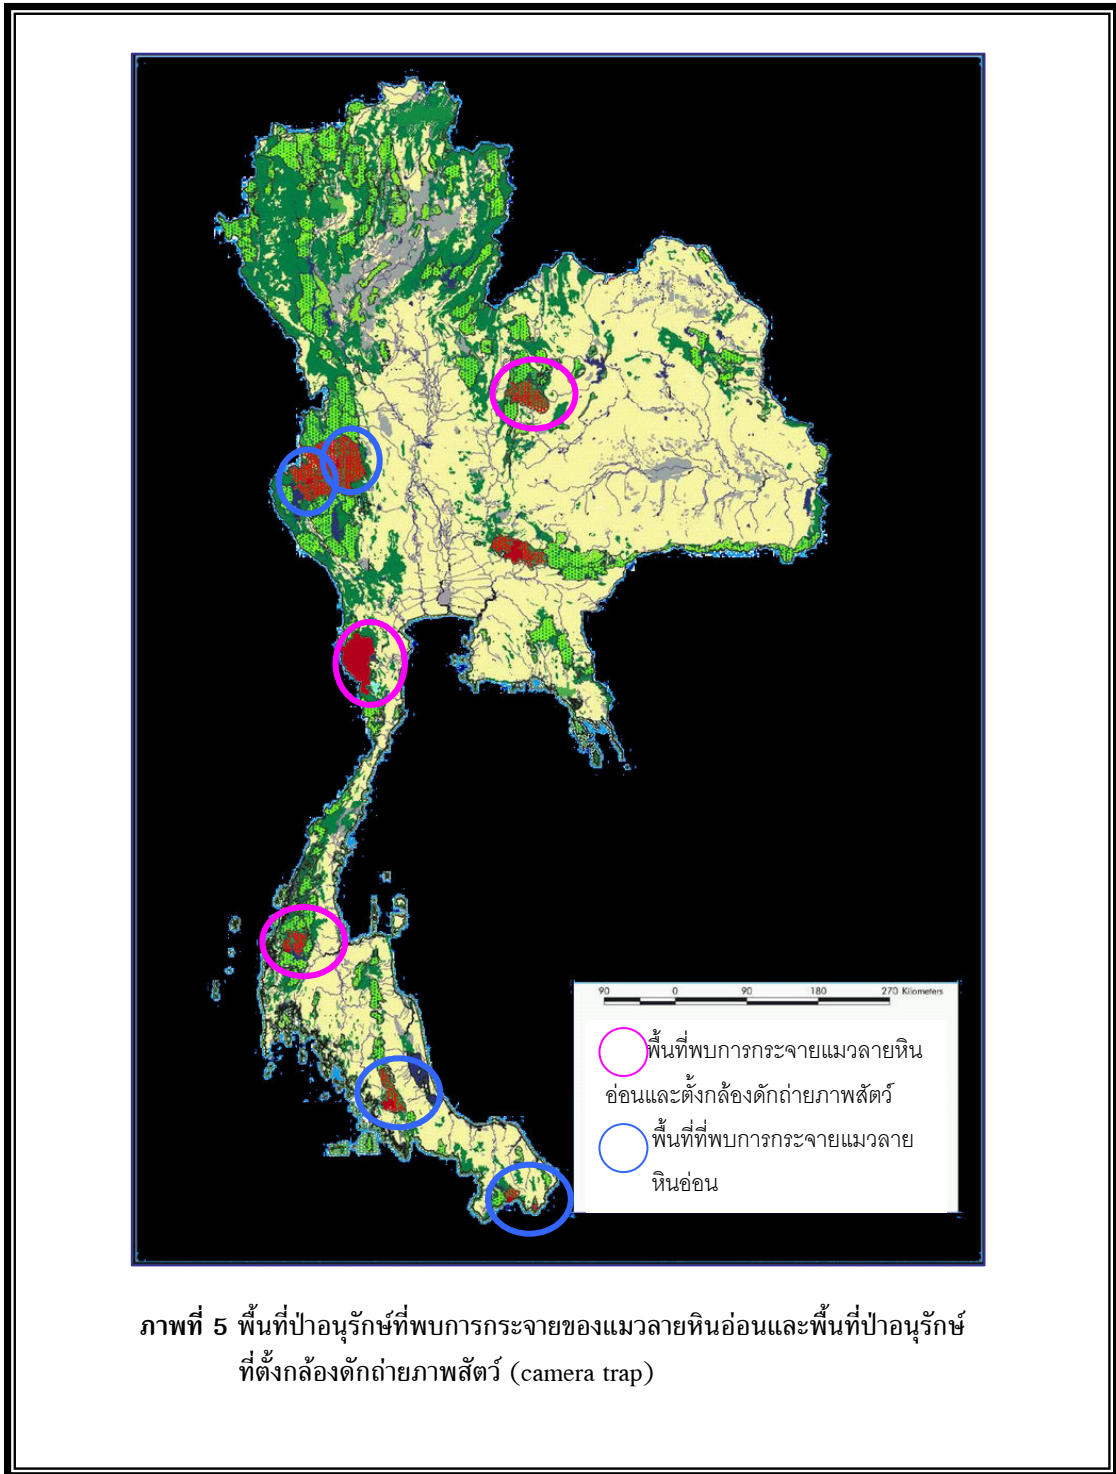 90 0 90 180 270 Kilometers
พื้นที่พบการกระจายแมวลายหิน
อ่อนและตั้งกล้องดักถ่ายภาพสัตว์
พื้นที่ที่พบการกระจายแมวลาย
หินอ่อน
ภาพที่ 5 พื้นที่ป่าอนุรักษ์ที่พบการกระจายของแมวลายหินอ่อนและพื้นที่ป่าอนุรักษ์
ที่ตั้งกล้องดักถ่ายภาพสัตว์ (camera trap)